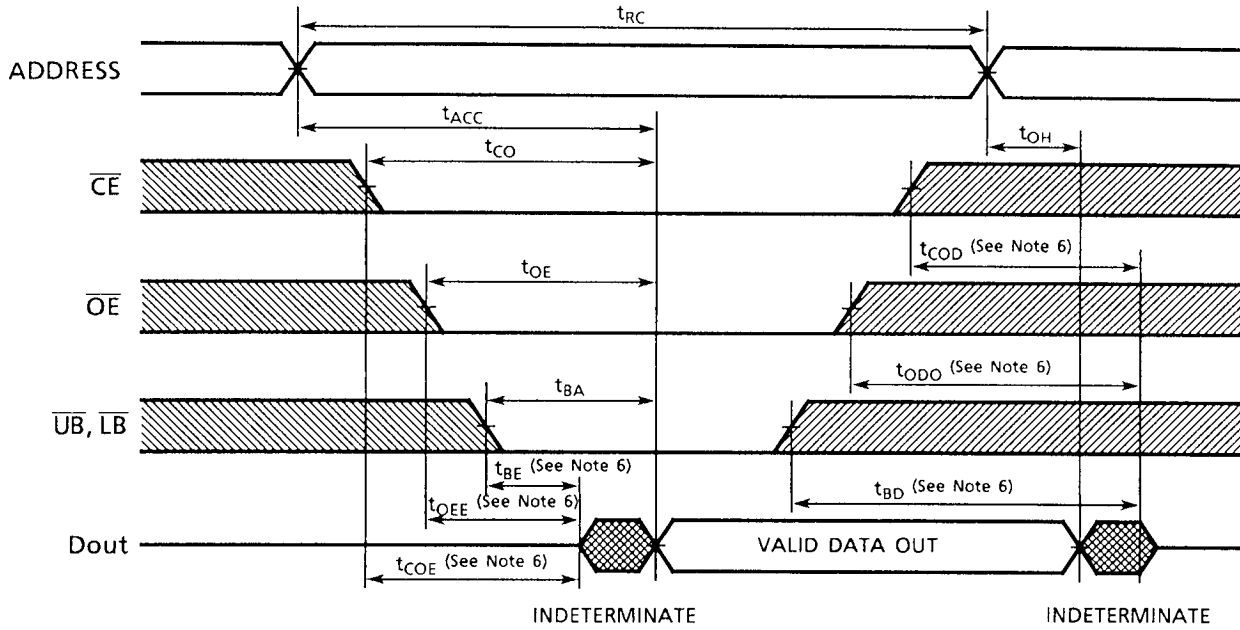 tRC
ADDRESS
tACC
tOH
tCO
CE
tCOD (See Note 6)
tOE
OE
tODO (See Note 6)
tBA
UB, LB
tBE (See Note 6)
tOEE (See Note 6)
tBD (See Note 6)
Dout
VALID DATA OUT
tCOE (See Note 6)
INDETERMINATE
INDETERMINATE